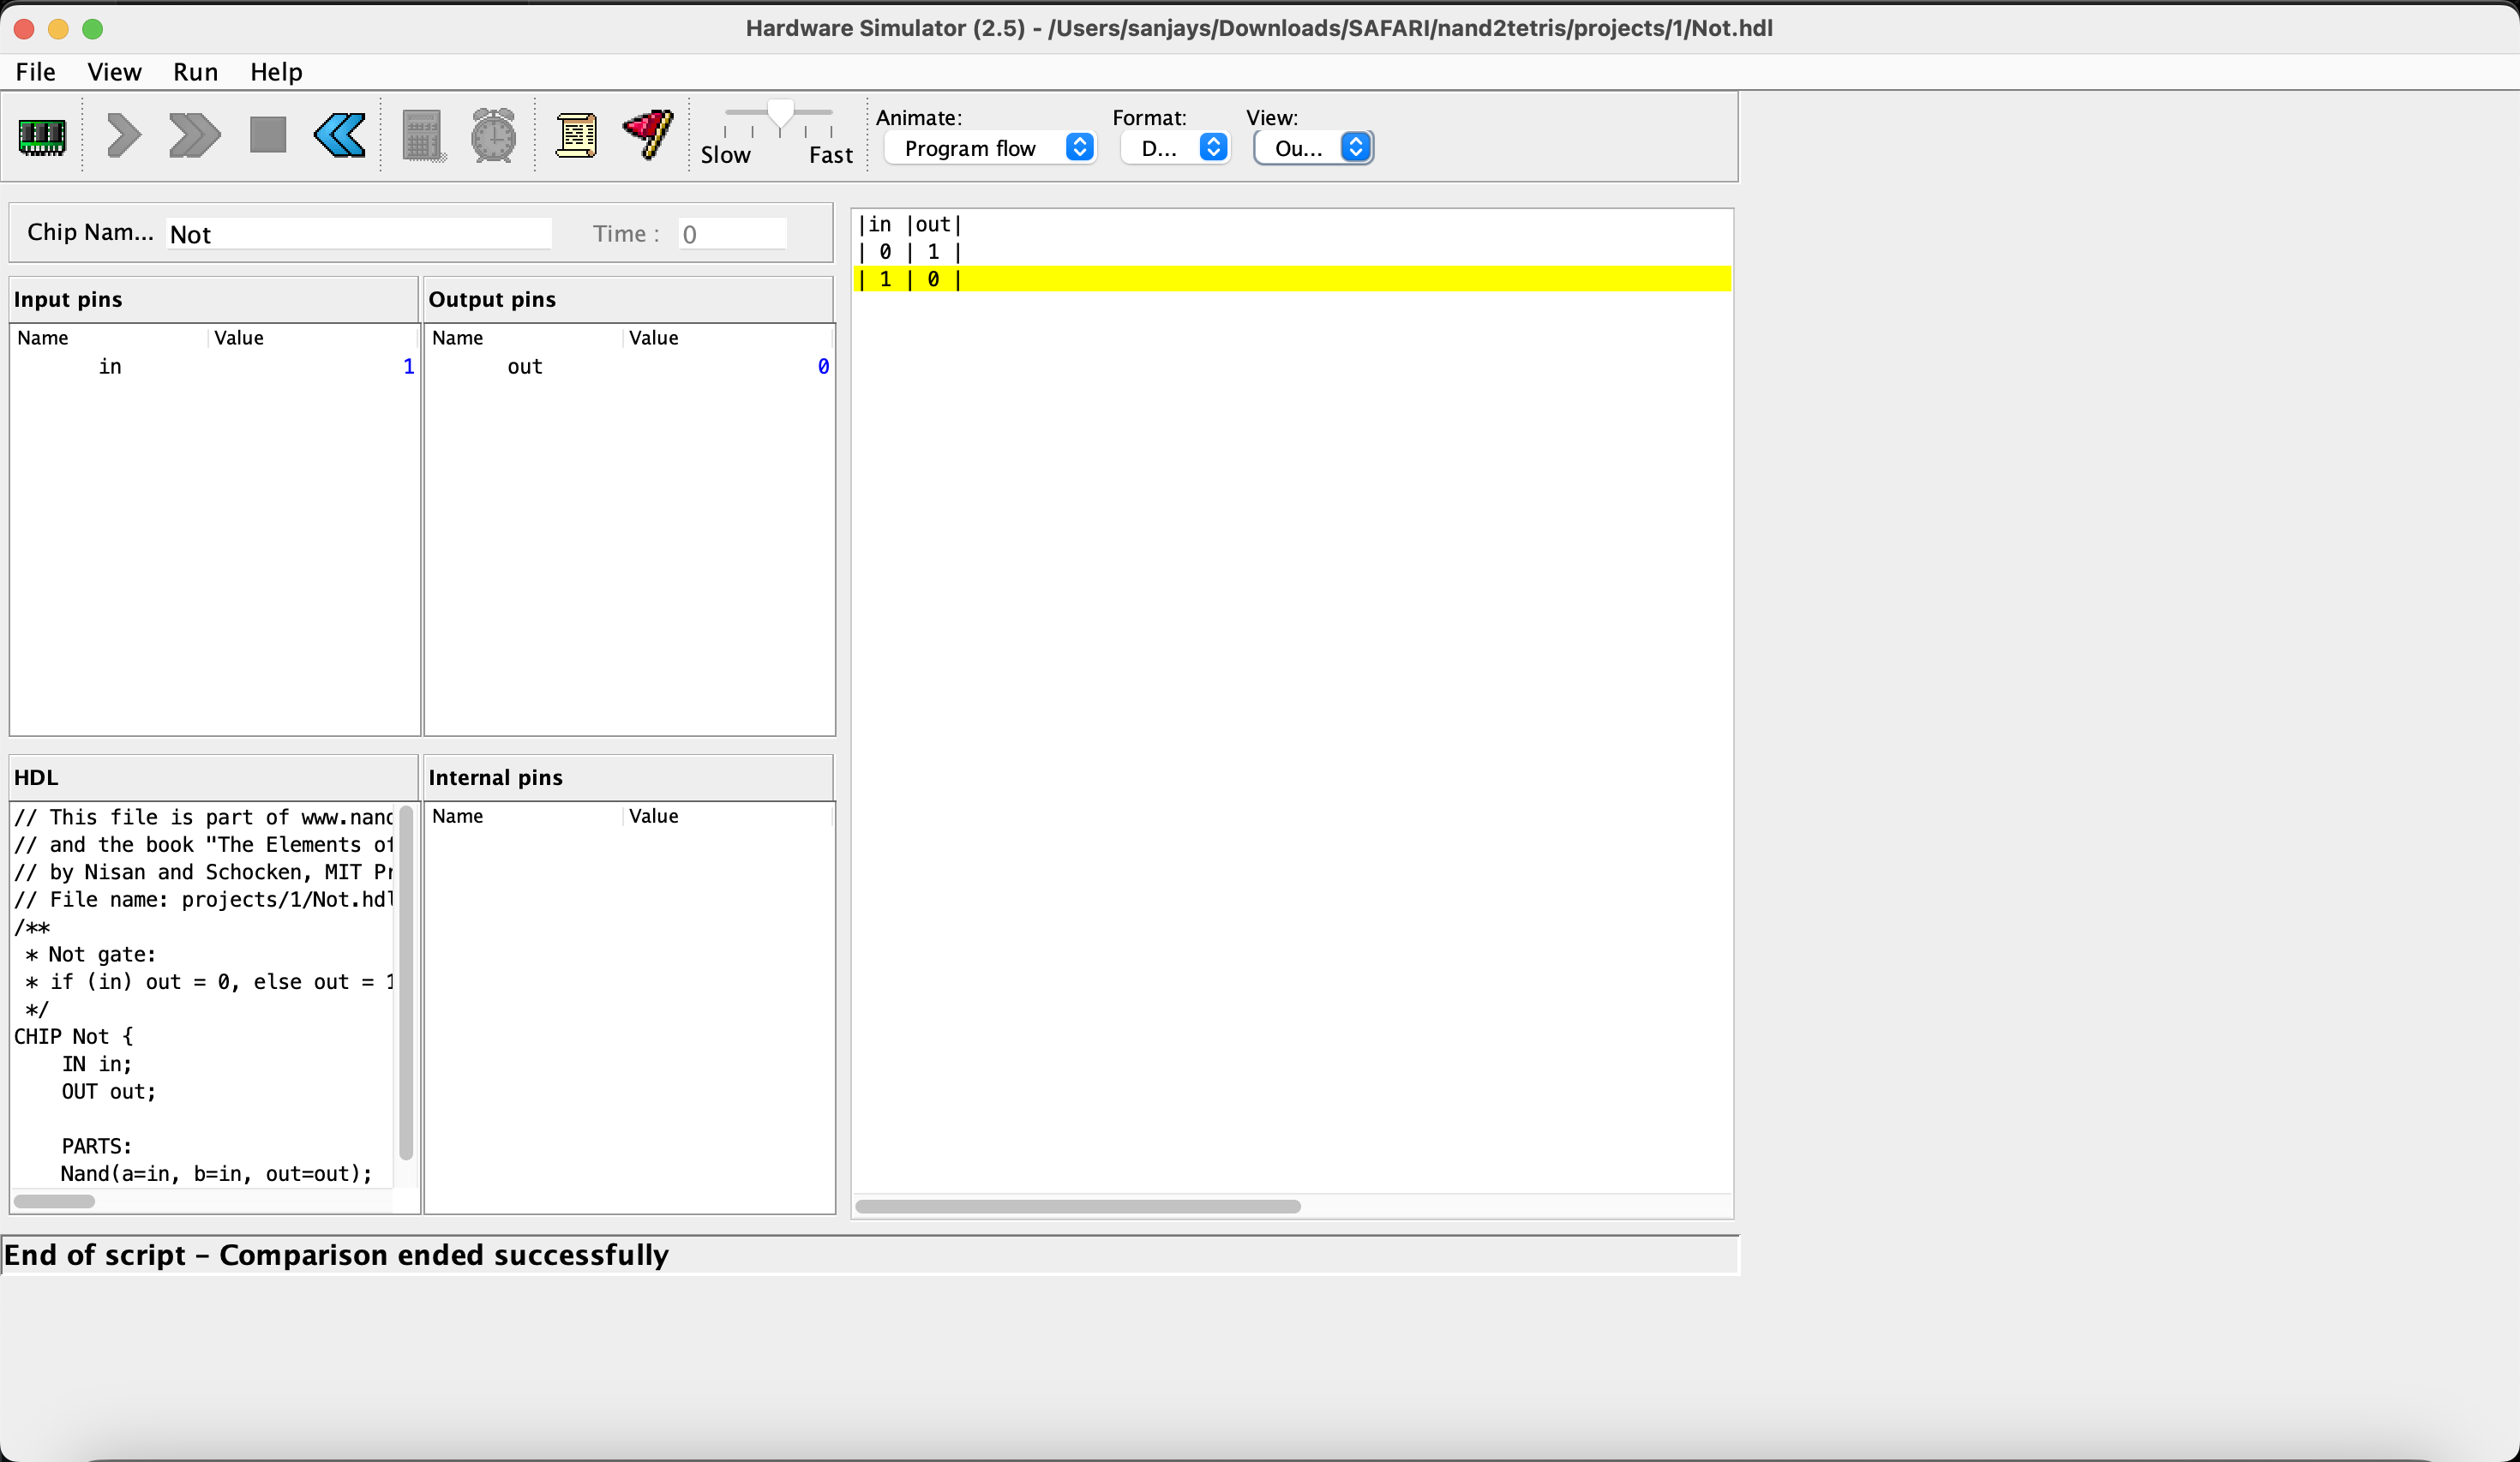 Hardware Simulator (2.5) - /Users/sanjays/Downloads/SAFARI/nand2tetris/projects/1/Not.hdl
File View Run Help
Slow Fast
Animate: Format: View:
Program flow D... Ou...
Chip Nam... Not Time : 0
Input pins
Name Value
in 1
Output pins
Name Value
out 0
|in |out|
| 0 | 1 |
| 1 | 0 |
HDL
// This file is part of www.nand
// and the book "The Elements of
// by Nisan and Schocken, MIT Pr
// File name: projects/1/Not.hdl
/**
* Not gate:
* if (in) out = 0, else out = 1
*/
CHIP Not {
IN in;
OUT out;
PARTS:
Nand(a=in, b=in, out=out);
Internal pins
Name Value
End of script – Comparison ended successfully